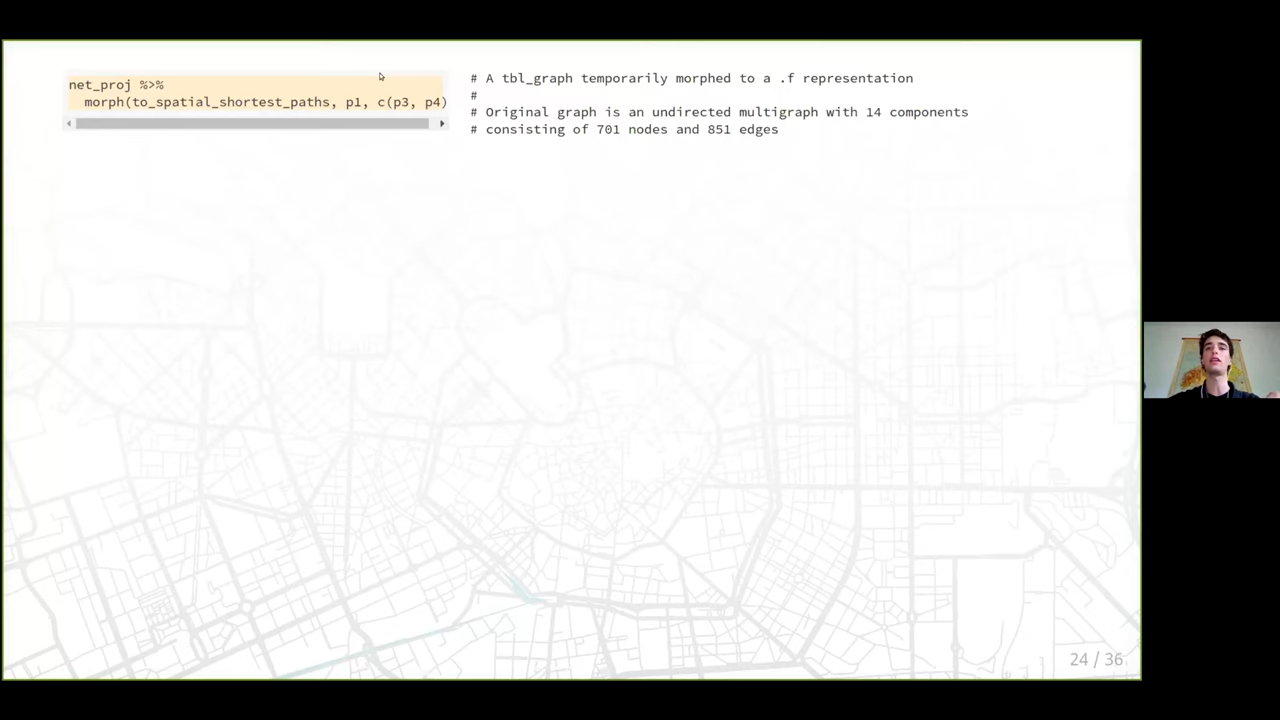 net_proj %>%
morph(to_spatial_shortest_paths, p1, c(p3, p4)
# A tbl_graph temporarily morphed to a .f representation
#
# Original graph is an undirected multigraph with 14 components
# consisting of 701 nodes and 851 edges
24 / 36